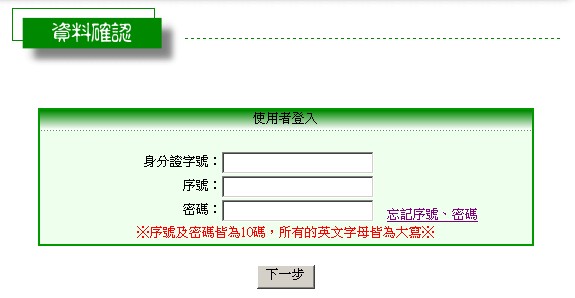 資料確認
使用者登入
身分證字號：
序號：
密碼： 忘記序號、密碼
※序號及密碼皆為10碼，所有的英文字母皆為大寫※
下一步